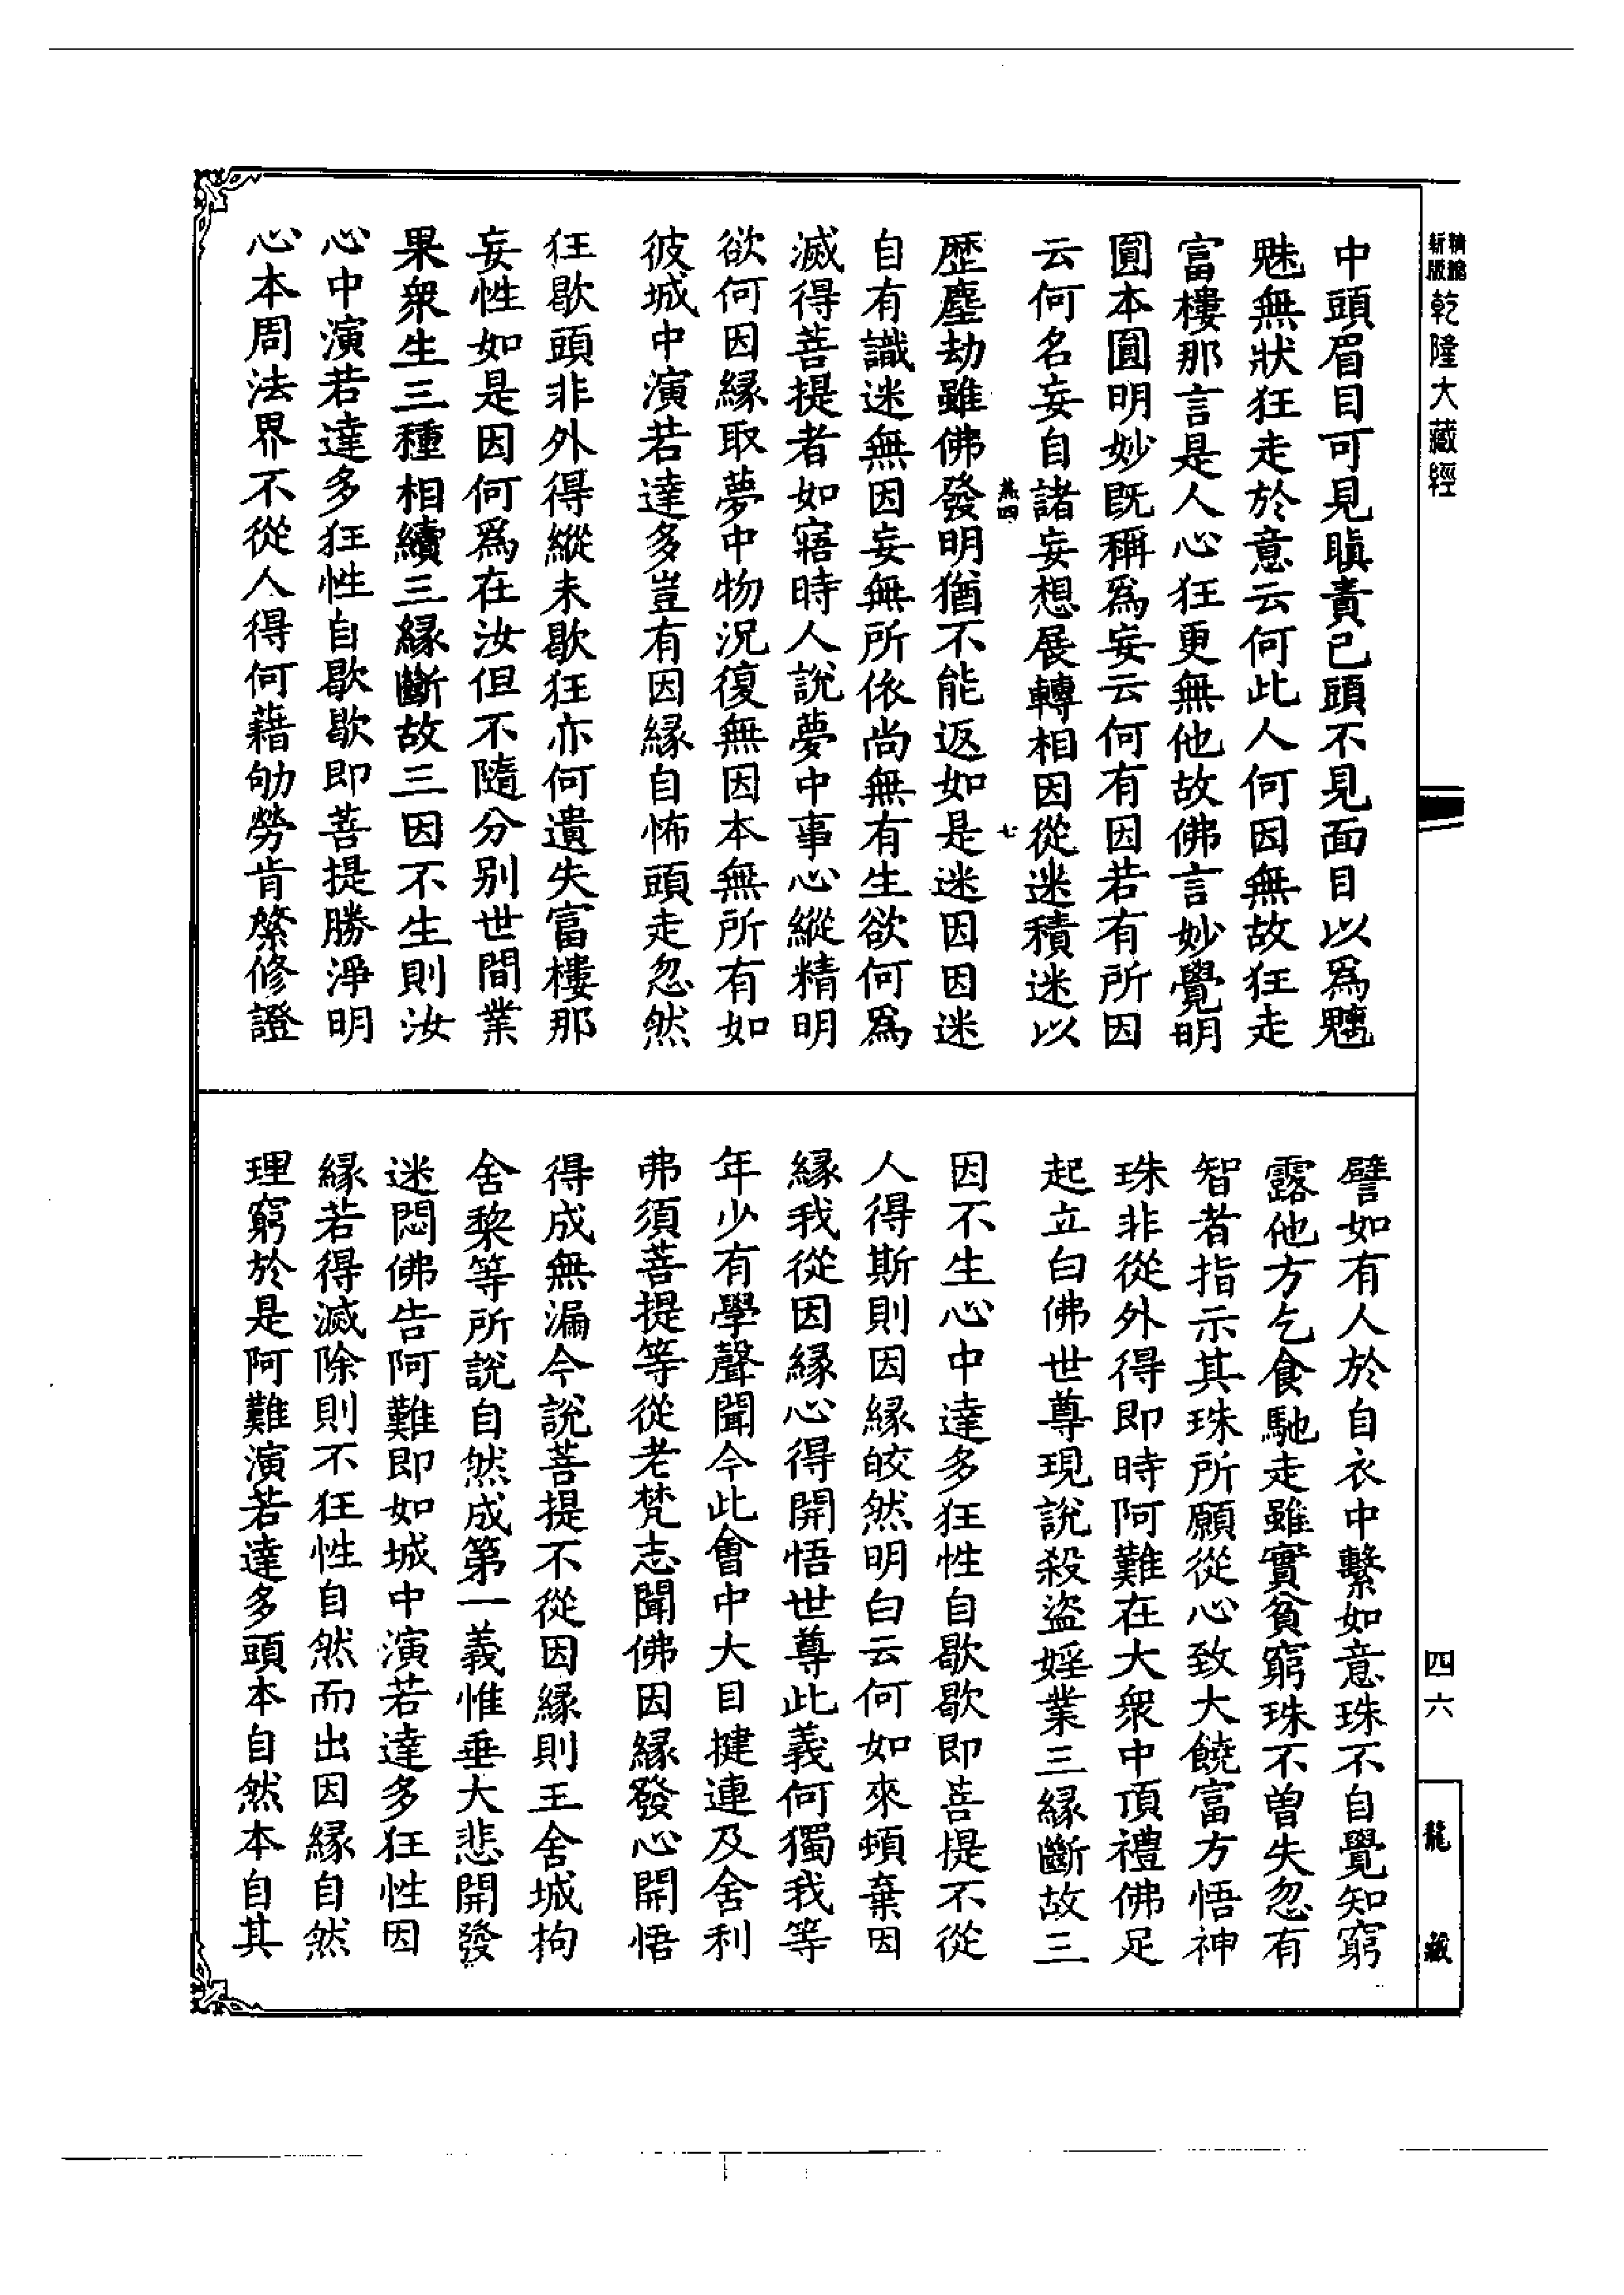 精縮新版乾隆大藏經
中頭眉目可見瞋責己頭不見面目以爲魑
魅無狀狂走於意云何此人何因無故狂走
富樓那言是人心狂更無他故佛言妙覺明
圓本圓明妙既稱爲妄云何有因若有所因
云何名妄自諸妄想展轉相因從迷積迷以
燕四
七
歷塵劫雖佛發明猶不能返如是迷因因迷
自有識迷無因妄無所依尚無有生欲何爲
滅得菩提者如寤時人說夢中事心縱精明
欲何因緣取夢中物況復無因本無所有如
彼城中演若達多豈有因緣自怖頭走忽然
狂歇頭非外得縱未歇狂亦何遺失富樓那
妄性如是因何爲在汝但不隨分別世間業
果衆生三種相續三緣斷故三因不生則汝
心中演若達多狂性自歇歇即菩提勝淨明
心本周法界不從人得何藉劬勞肯綮修證
譬如有人於自衣中繫如意珠不自覺知窮
露他方乞食馳走雖實貧窮珠不曾失忽有
智者指示其珠所願從心致大饒富方悟神
珠非從外得即時阿難在大衆中頂禮佛足
起立白佛世尊現說殺盜婬業三緣斷故三
因不生心中達多狂性自歇歇即菩提不從
人得斯則因緣皎然明白云何如來頓棄因
緣我從因緣心得開悟世尊此義何獨我等
年少有學聲聞今此會中大目揵連及舍利
弗須菩提等從老梵志聞佛因緣發心開悟
得成無漏今說菩提不從因緣則王舍城拘
舍黎等所說自然成第一義惟垂大悲開發
迷悶佛告阿難即如城中演若達多狂性因
緣若得滅除則不狂性自然而出因緣自然
理窮於是阿難演若達多頭本自然本自其
四六
龍藏